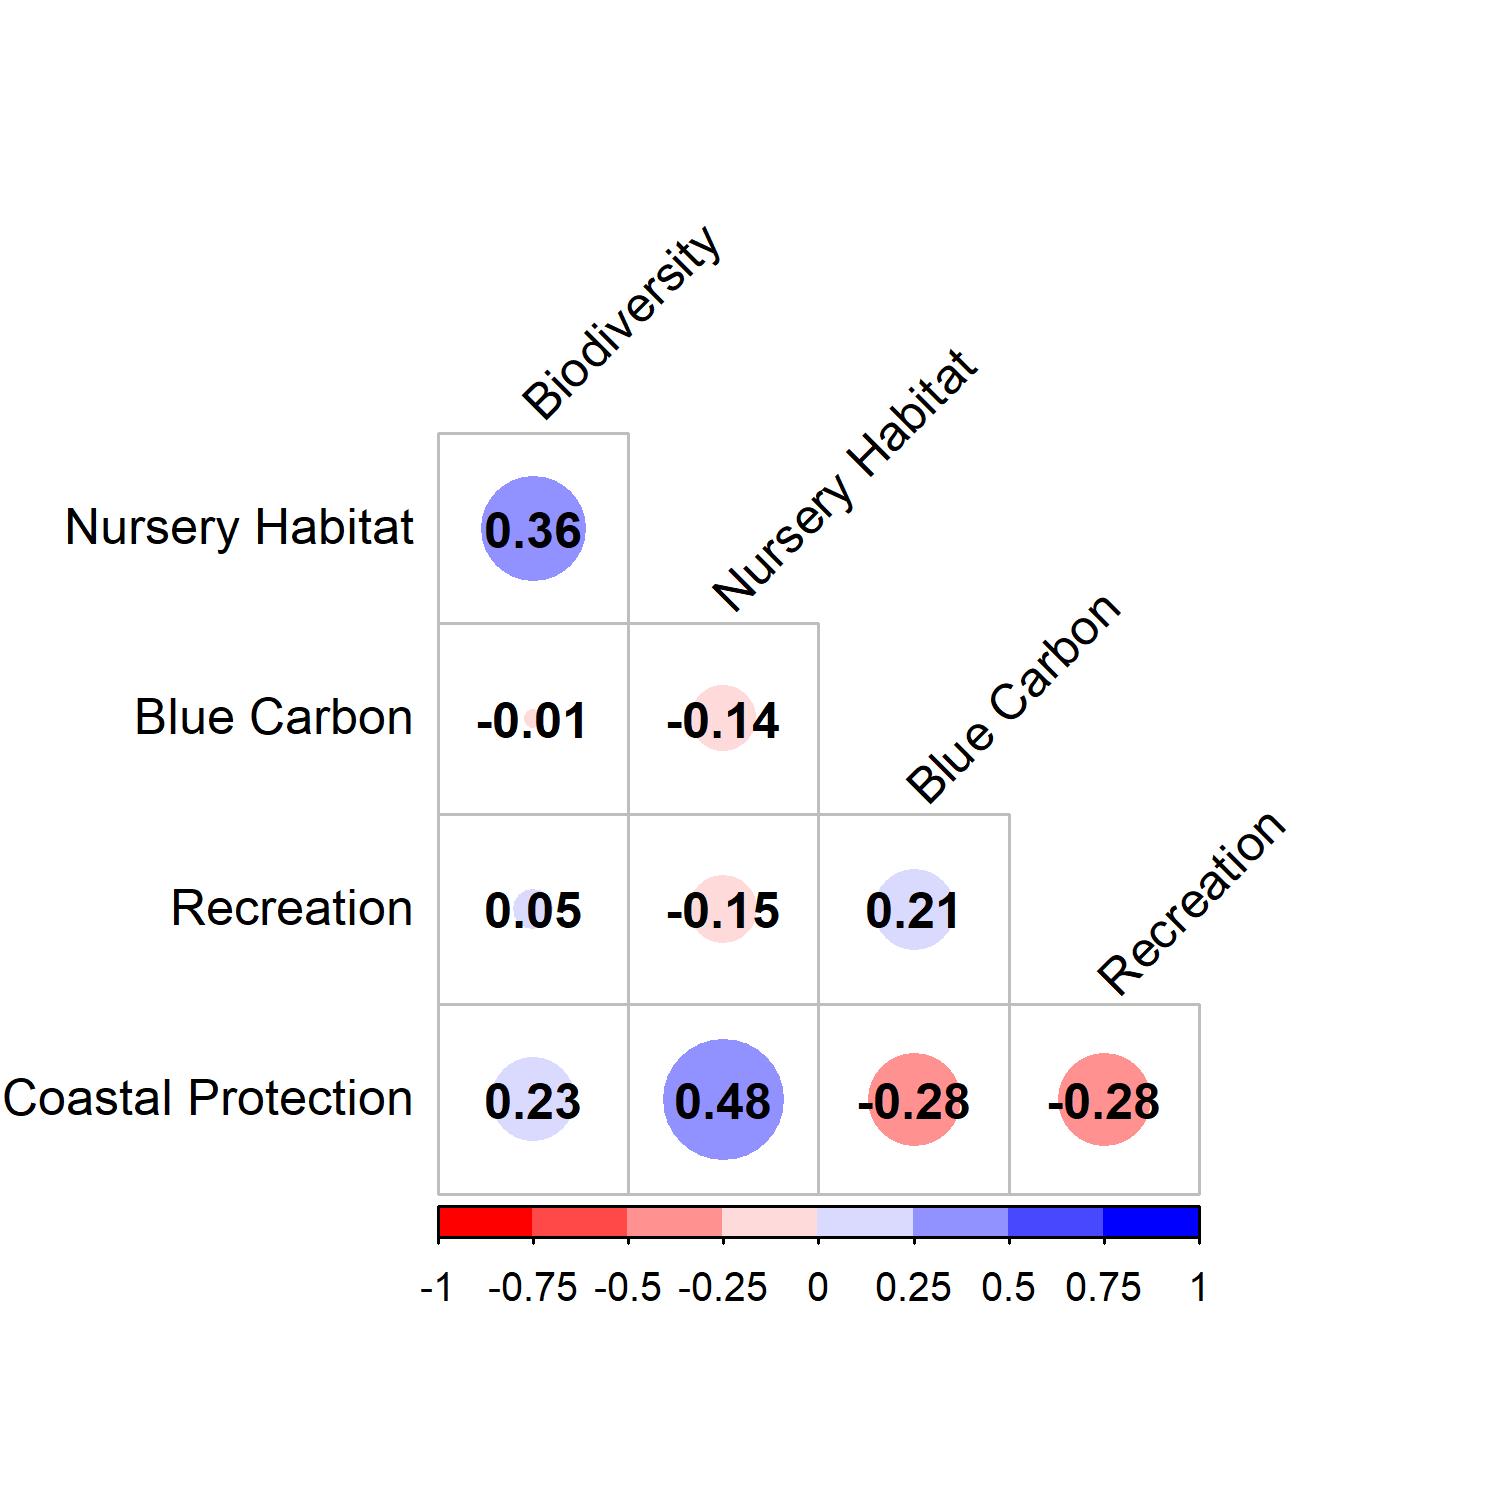 Biodiversity
Nursery Habitat
Nursery Habitat 0.36
Blue Carbon
Blue Carbon -0.01 -0.14
Recreation
Recreation 0.05 -0.15 0.21
Coastal Protection 0.23 0.48 -0.28 -0.28
-1 -0.75 -0.5 -0.25 0 0.25 0.5 0.75 1